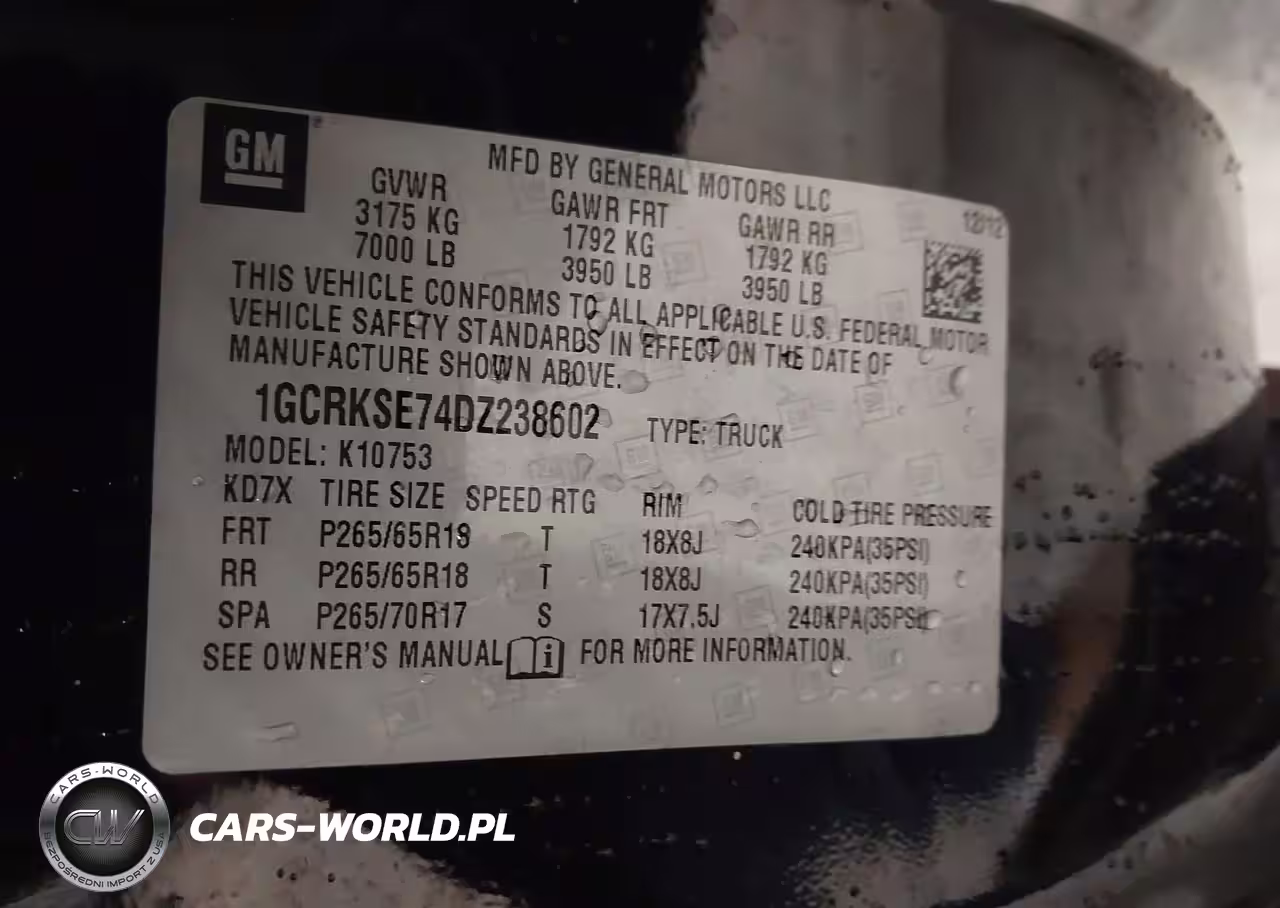 GM
MFD BY GENERAL MOTORS LLC
12/12
GVWR GAWR FRT GAWR RR
3175 KG 1792 KG 1792 KG
7000 LB 3950 LB 3950 LB
THIS VEHICLE CONFORMS TO ALL APPLICABLE U.S. FEDERAL MOTOR
VEHICLE SAFETY STANDARDS IN EFFECT ON THE DATE OF
MANUFACTURE SHOWN ABOVE.
1GCRKSE74DZ238602 TYPE: TRUCK
MODEL: K10753
KD7X TIRE SIZE SPEED RTG RIM COLD TIRE PRESSURE
FRT P265/65R18 T 18X8J 240KPA(35PSI)
RR P265/65R18 T 18X8J 240KPA(35PSI)
SPA P265/70R17 S 17X7.5J 240KPA(35PSI)
SEE OWNER'S MANUAL i FOR MORE INFORMATION.
CARS-WORLD
CW
BEZPOŚREDNI IMPORT Z USA
CARS-WORLD.PL